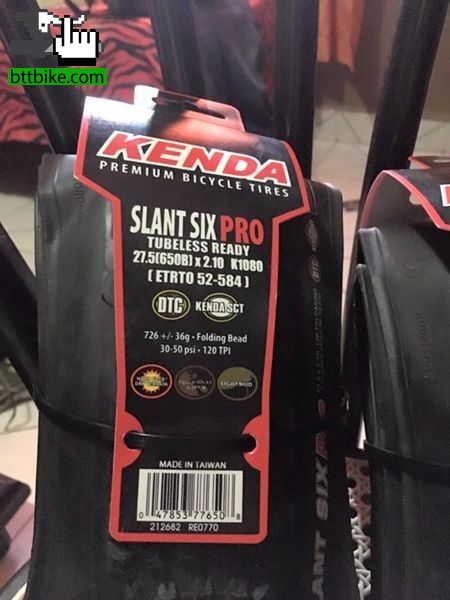 bttbike.com
KENDA
PREMIUM BICYCLE TIRES
SLANT SIX PRO
TUBELESS READY
27.5(650B) x 2.10 K1080
( ETRTO 52-584 )
DTC KENDA SCT
726 +/- 36g · Folding Bead
30-50 psi · 120 TPI
LIGHT MUD
MADE IN TAIWAN
0 47853 77650 8
212682 RE0770
SLANT SIX PRO
DTC
K